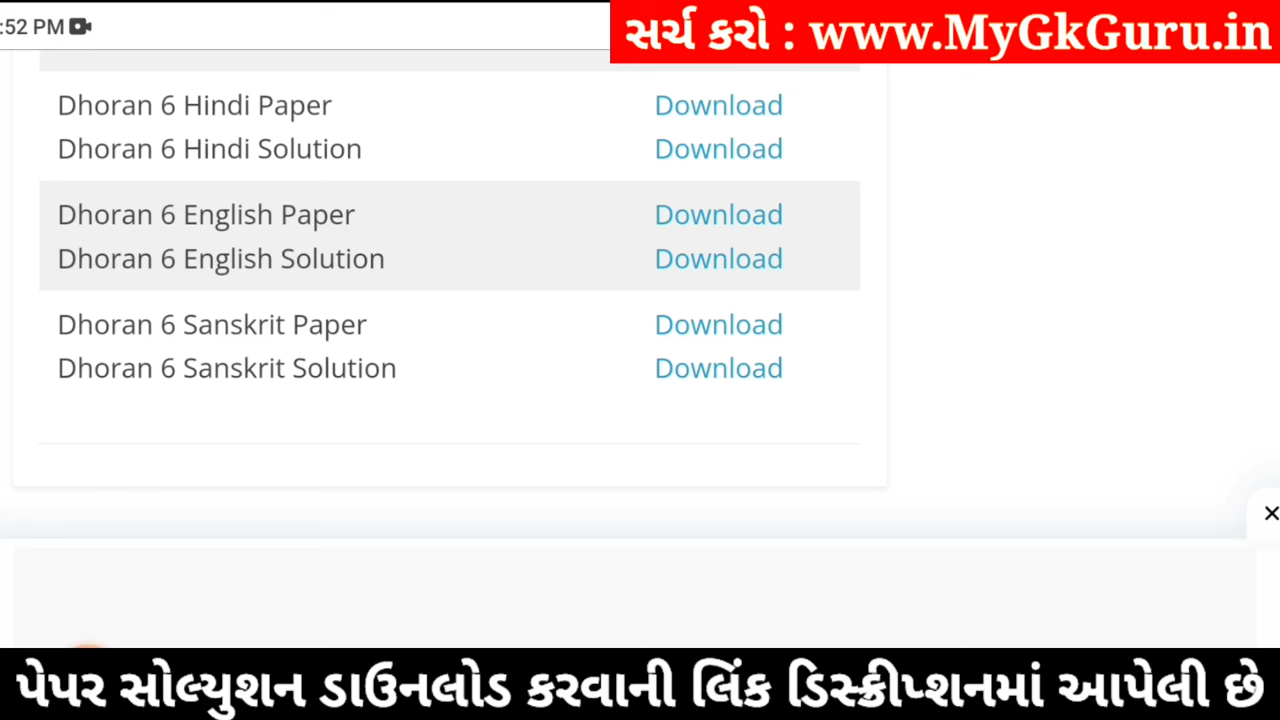 :52 PM
સર્ચ કરો : www.MyGkGuru.in
Dhoran 6 Hindi Paper Download
Dhoran 6 Hindi Solution Download
Dhoran 6 English Paper Download
Dhoran 6 English Solution Download
Dhoran 6 Sanskrit Paper Download
Dhoran 6 Sanskrit Solution Download
પેપર સોલ્યુશન ડાઉનલોડ કરવાની લિંક ડિસ્ક્રીપ્શનમાં આપેલી છે